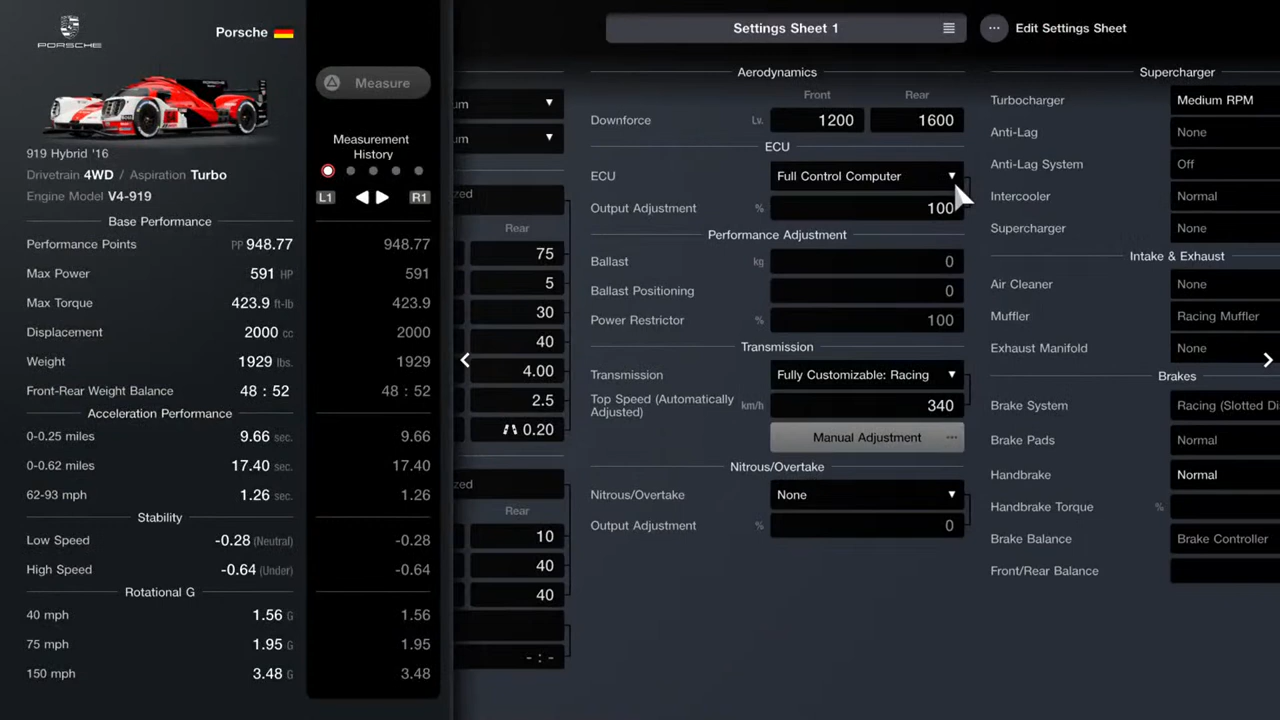 Settings Sheet 1
Edit Settings Sheet
PORSCHE
Porsche
919 Hybrid '16
Drivetrain 4WD / Aspiration Turbo
Engine Model V4-919
Base Performance
Performance Points PP 948.77
Max Power 591 HP
Max Torque 423.9 ft-lb
Displacement 2000 cc
Weight 1929 lbs.
Front-Rear Weight Balance 48 : 52
Acceleration Performance
0-0.25 miles 9.66 sec.
0-0.62 miles 17.40 sec.
62-93 mph 1.26 sec.
Stability
Low Speed -0.28 (Neutral)
High Speed -0.64 (Under)
Rotational G
40 mph 1.56 G
75 mph 1.95 G
150 mph 3.48 G
Measure
Measurement
History
L1 R1
948.77
591
423.9
2000
1929
48 : 52
9.66
17.40
1.26
-0.28
-0.64
1.56
1.95
3.48
Rear
75
5
30
40
4.00
2.5
0.20
Rear
10
40
40
- : -
Aerodynamics
Front Rear
Downforce Lv. 1200 1600
ECU
ECU Full Control Computer
Output Adjustment % 100
Performance Adjustment
Ballast kg 0
Ballast Positioning 0
Power Restrictor % 100
Transmission
Transmission Fully Customizable: Racing
Top Speed (Automatically
Adjusted) km/h 340
Manual Adjustment
Nitrous/Overtake
Nitrous/Overtake None
Output Adjustment % 0
Supercharger
Turbocharger Medium RPM
Anti-Lag None
Anti-Lag System Off
Intercooler Normal
Supercharger None
Intake & Exhaust
Air Cleaner None
Muffler Racing Muffler
Exhaust Manifold None
Brakes
Brake System Racing (Slotted Di
Brake Pads Normal
Handbrake Normal
Handbrake Torque %
Brake Balance Brake Controller
Front/Rear Balance